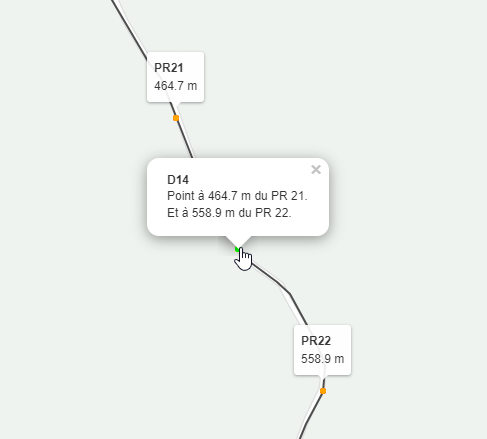 PR21
464.7 m
×
D14
Point à 464.7 m du PR 21.
Et à 558.9 m du PR 22.
PR22
558.9 m